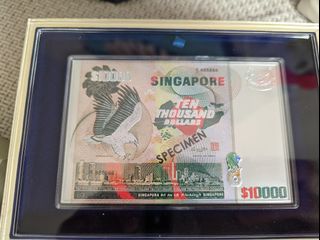 $10000
SINGAPORE
TEN
THOUSAND
DOLLARS
SPECIMEN
$10000